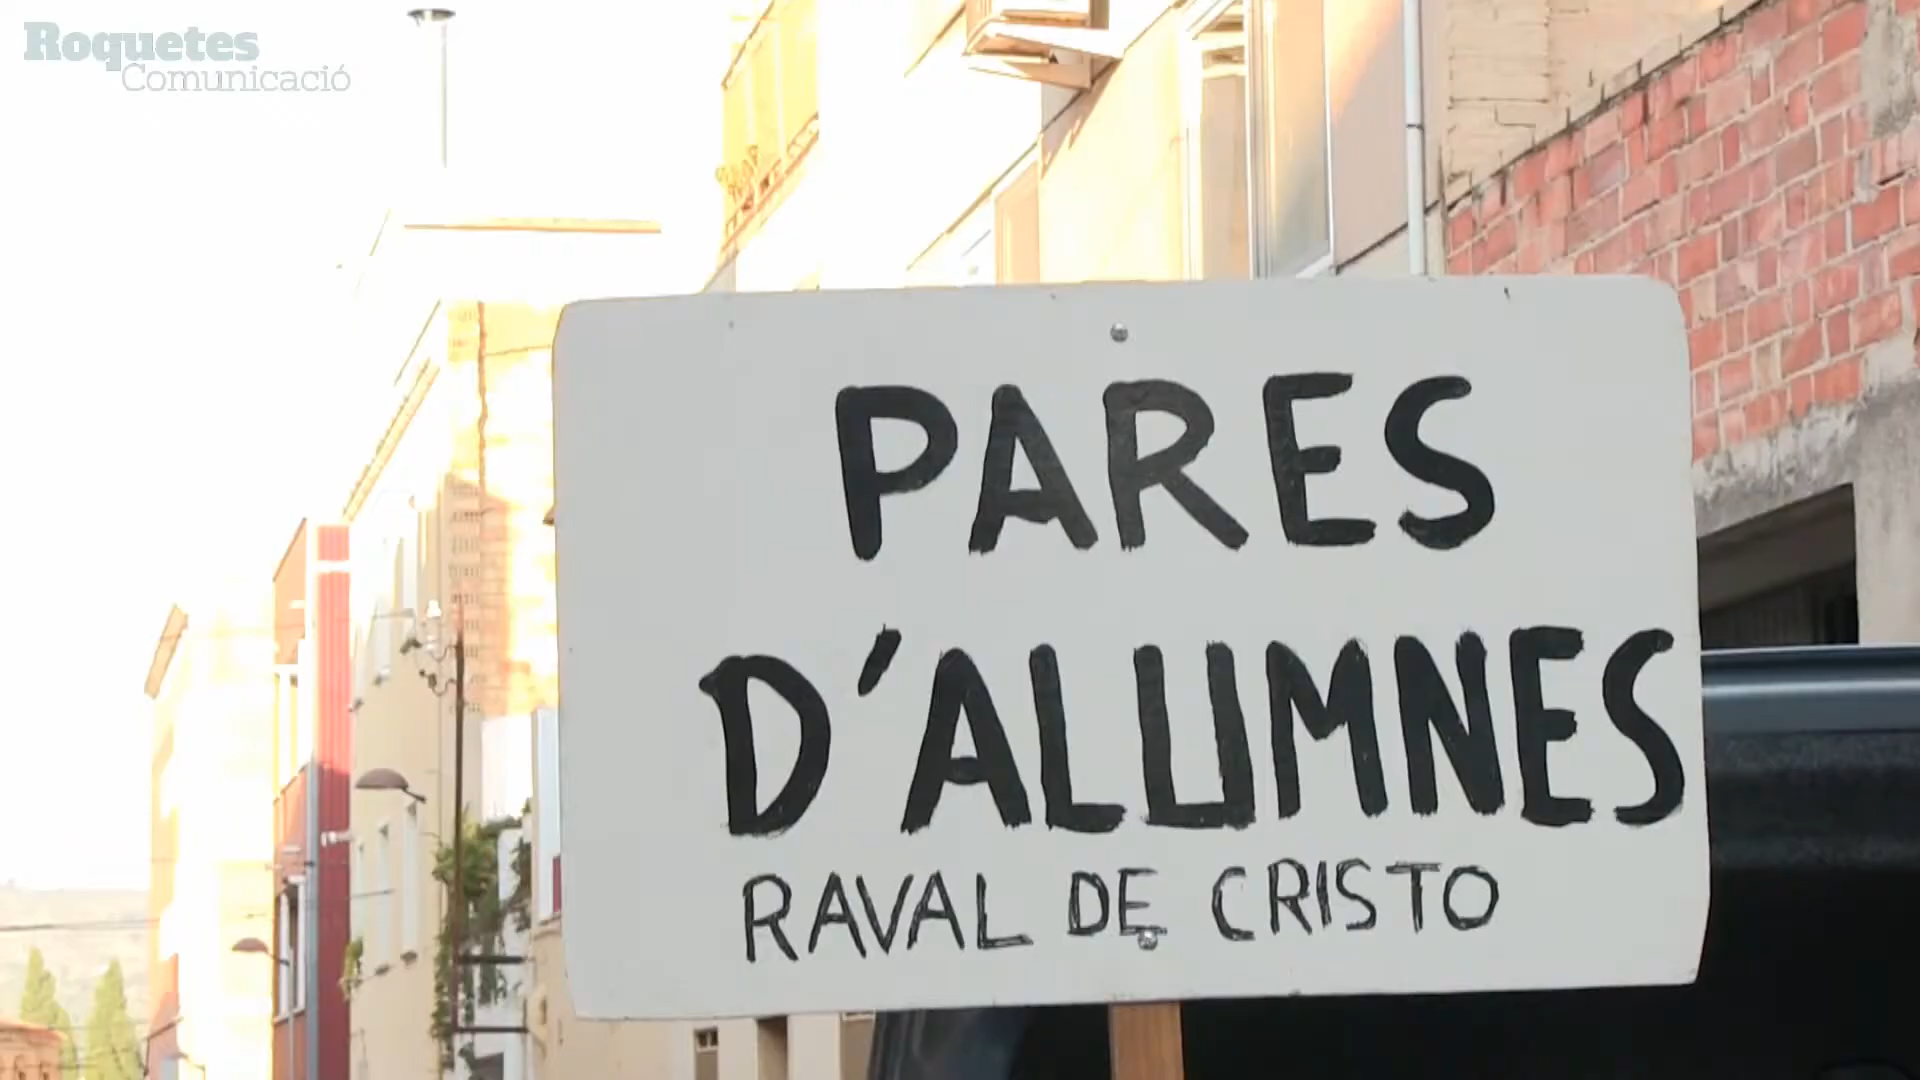 Roquetes
Comunicació
PARES
D'ALUMNES
RAVAL DE CRISTO